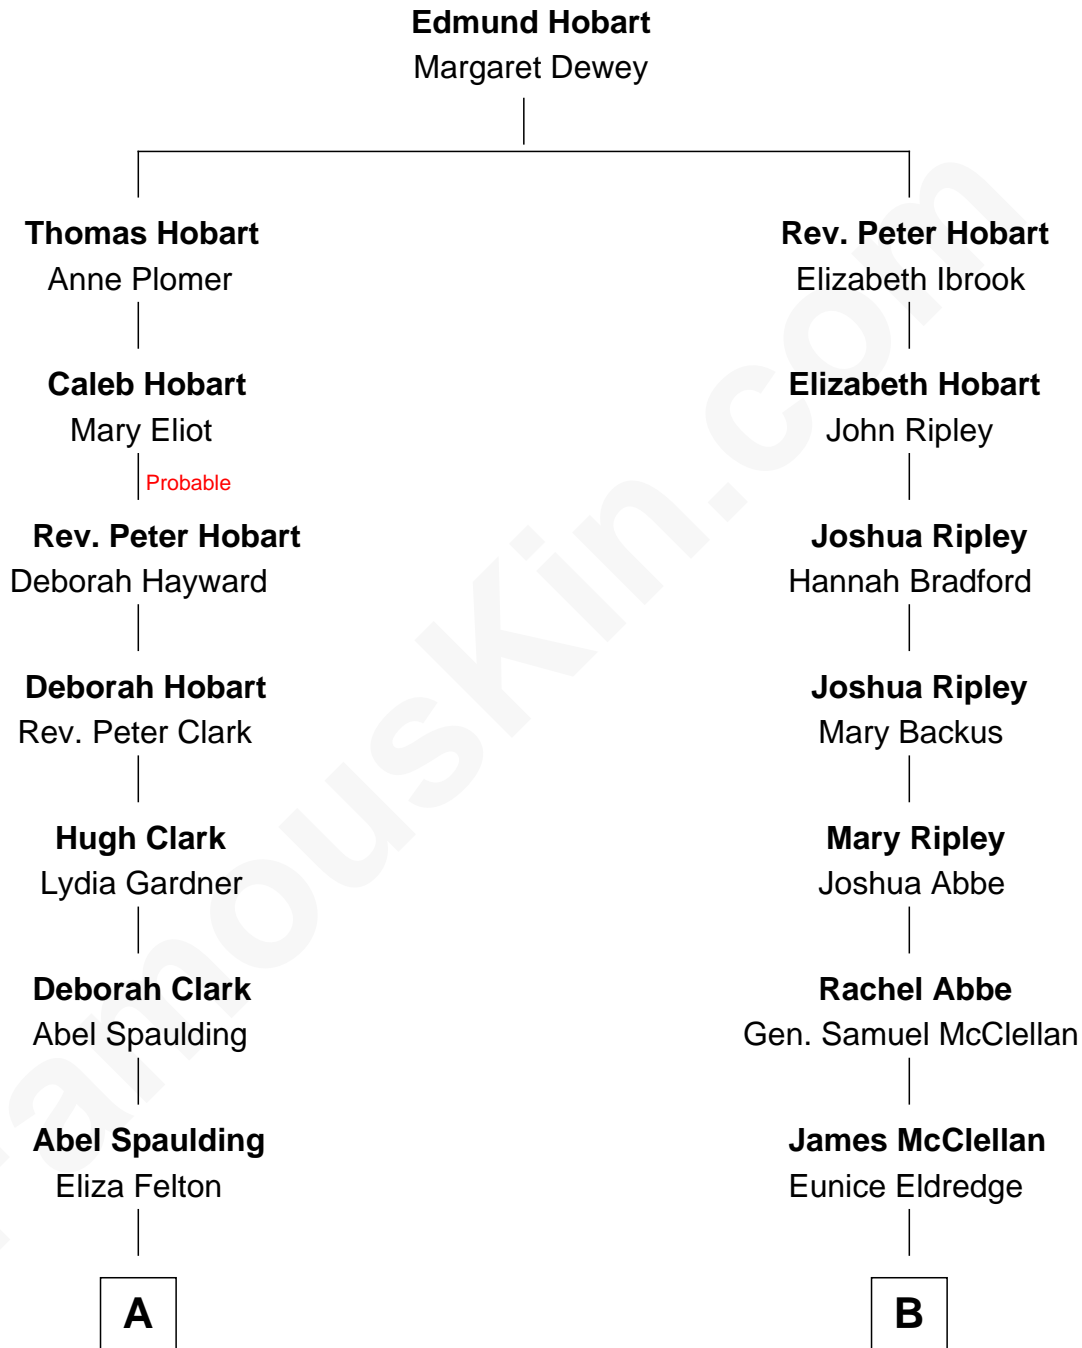 Edmund Hobart
Margaret Dewey
Thomas Hobart
Anne Plomer
Rev. Peter Hobart
Elizabeth Ibrook
Caleb Hobart
Mary Eliot
Elizabeth Hobart
John Ripley
Probable
Rev. Peter Hobart
Deborah Hayward
Joshua Ripley
Hannah Bradford
Deborah Hobart
Rev. Peter Clark
Joshua Ripley
Mary Backus
Hugh Clark
Lydia Gardner
Mary Ripley
Joshua Abbe
Deborah Clark
Abel Spaulding
Rachel Abbe
Gen. Samuel McClellan
Abel Spaulding
Eliza Felton
James McClellan
Eunice Eldredge
A
B
FamousKin.com